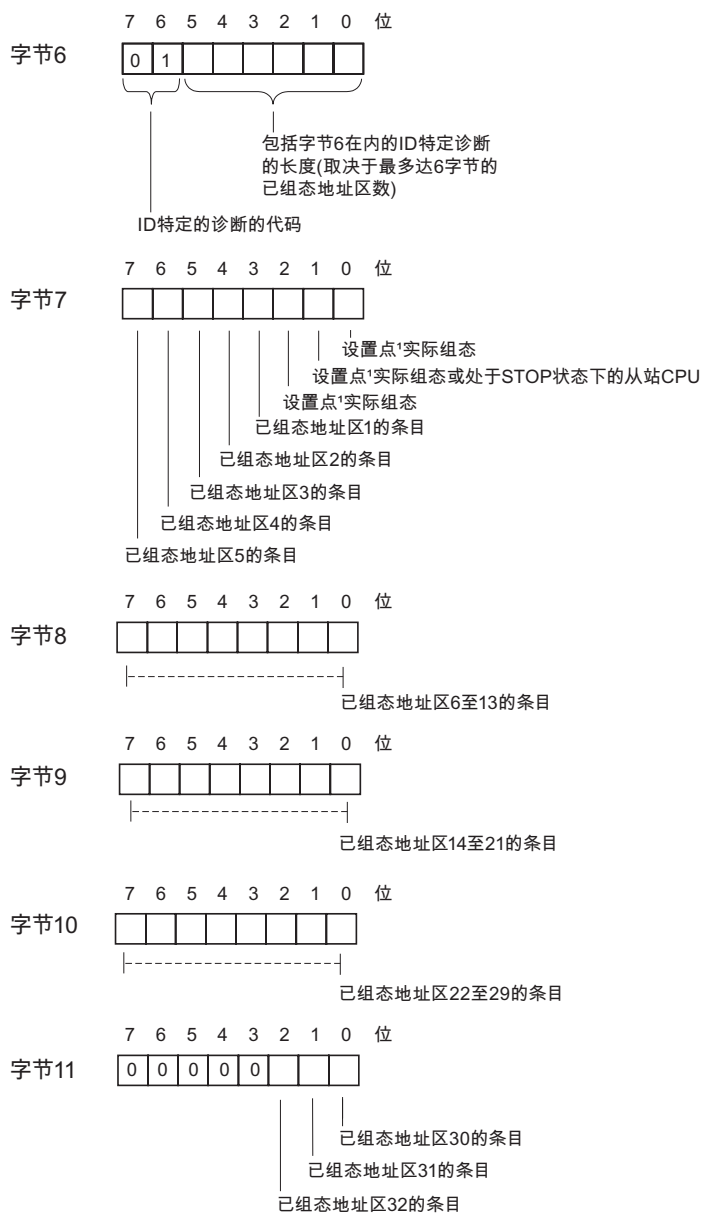 7 6 5 4 3 2 1 0 位
字节6
0 1
包括字节6在内的ID特定诊断
的长度(取决于最多达6字节的
已组态地址区数)
ID特定的诊断的代码
7 6 5 4 3 2 1 0 位
字节7
设置点¹实际组态
设置点¹实际组态或处于STOP状态下的从站CPU
设置点¹实际组态
已组态地址区1的条目
已组态地址区2的条目
已组态地址区3的条目
已组态地址区4的条目
已组态地址区5的条目
7 6 5 4 3 2 1 0 位
字节8
已组态地址区6至13的条目
7 6 5 4 3 2 1 0 位
字节9
已组态地址区14至21的条目
7 6 5 4 3 2 1 0 位
字节10
已组态地址区22至29的条目
7 6 5 4 3 2 1 0 位
字节11
0 0 0 0 0
已组态地址区30的条目
已组态地址区31的条目
已组态地址区32的条目